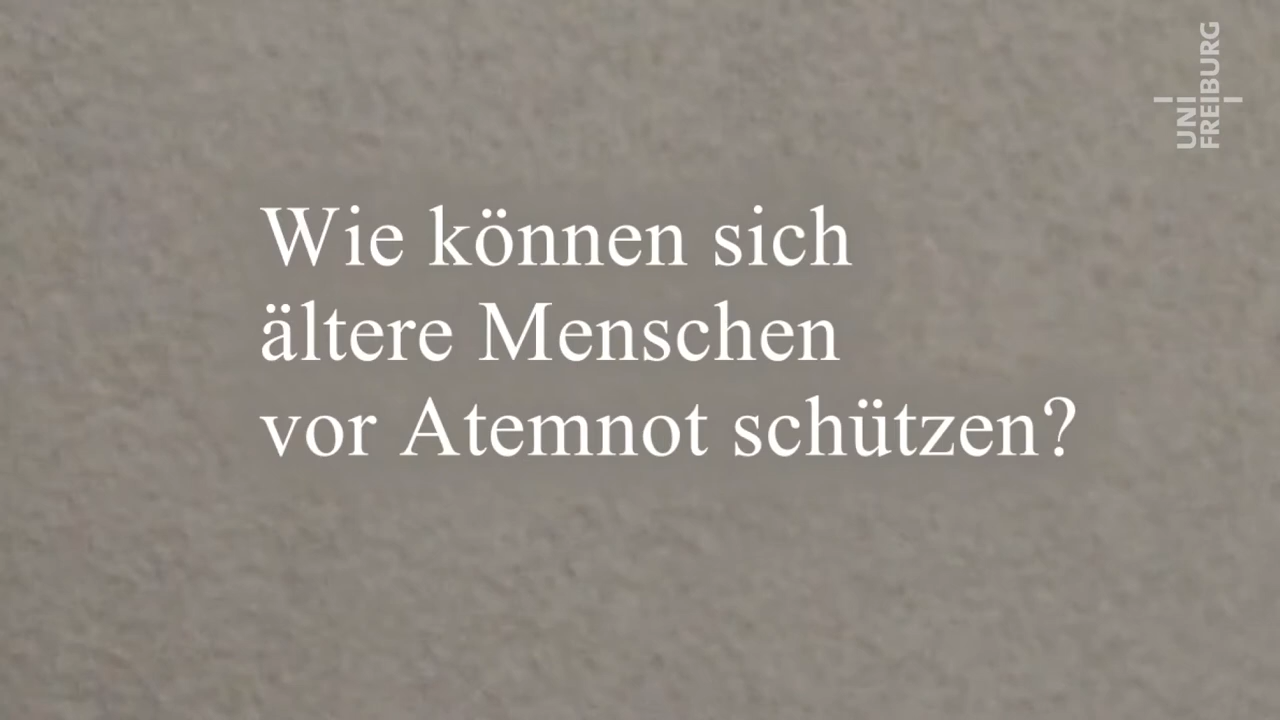 UNI
FREIBURG
Wie können sich
ältere Menschen
vor Atemnot schützen?